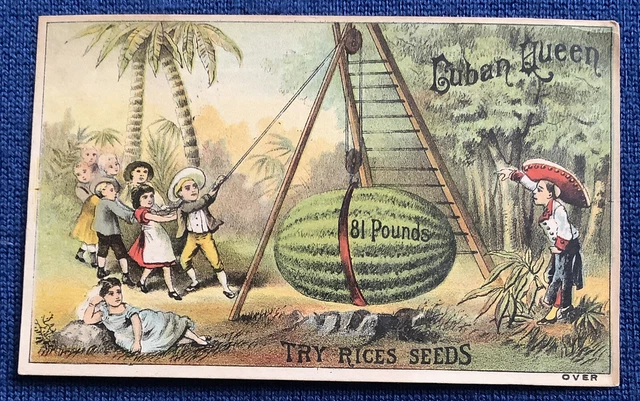 Cuban Queen
81 Pounds
TRY RICES SEEDS
OVER